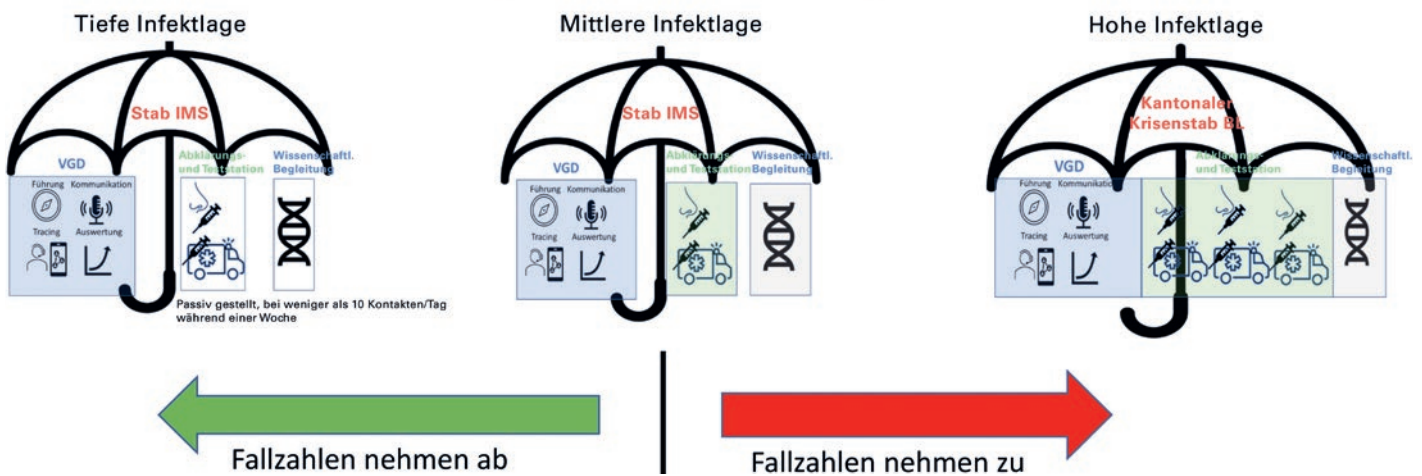 Tiefe Infektlage
Stab IMS
VGD
Führung Kommunikation
Tracing Auswertung
Abklärungs-
und Teststation
Wissenschaftl.
Begleitung
Passiv gestellt, bei weniger als 10 Kontakten/Tag
während einer Woche
Mittlere Infektlage
Stab IMS
VGD
Führung Kommunikation
Tracing Auswertung
Abklärungs-
und Teststation
Wissenschaftl.
Begleitung
Hohe Infektlage
Kantonaler
Krisenstab BL
VGD
Führung Kommunikation
Tracing Auswertung
Abklärungs-
und Teststation
Wissenschaftl.
Begleitung
Fallzahlen nehmen ab
Fallzahlen nehmen zu